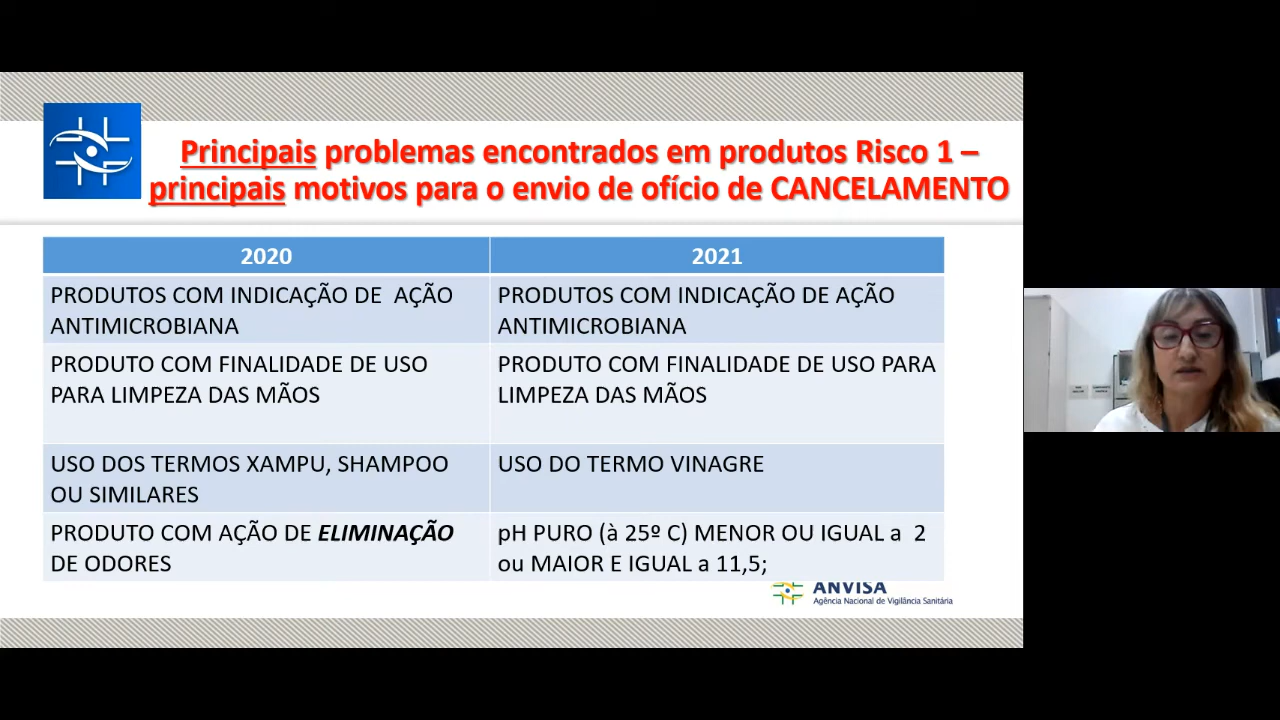 Principais problemas encontrados em produtos Risco 1 –
principais motivos para o envio de ofício de CANCELAMENTO
2020
2021
PRODUTOS COM INDICAÇÃO DE AÇÃO
ANTIMICROBIANA
PRODUTOS COM INDICAÇÃO DE AÇÃO
ANTIMICROBIANA
PRODUTO COM FINALIDADE DE USO
PARA LIMPEZA DAS MÃOS
PRODUTO COM FINALIDADE DE USO PARA
LIMPEZA DAS MÃOS
USO DOS TERMOS XAMPU, SHAMPOO
OU SIMILARES
USO DO TERMO VINAGRE
PRODUTO COM AÇÃO DE ELIMINAÇÃO
DE ODORES
pH PURO (à 25º C) MENOR OU IGUAL a 2
ou MAIOR E IGUAL a 11,5;
ANVISA
Agência Nacional de Vigilância Sanitária